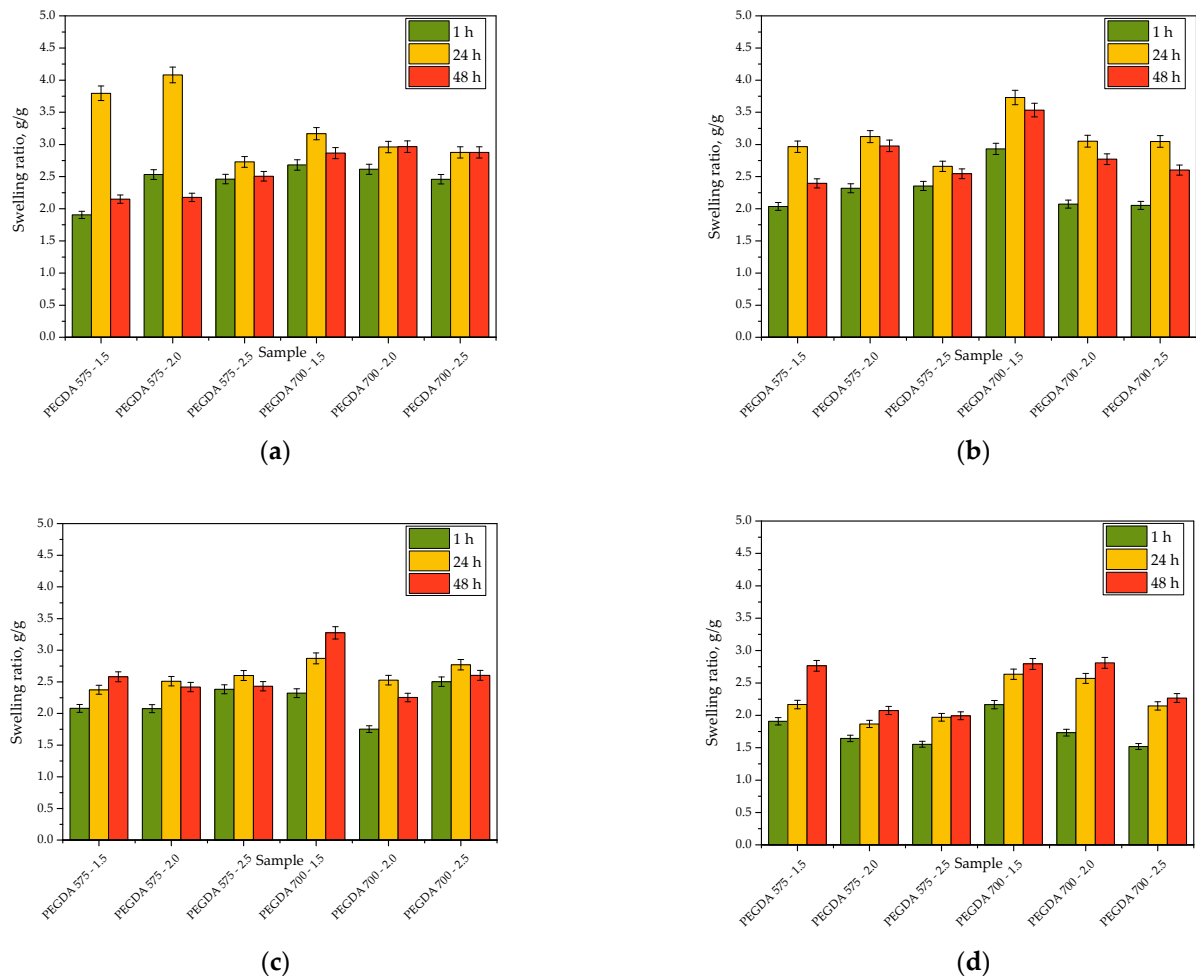 5.0
4.5
4.0
3.5
3.0
2.5
2.0
1.5
1.0
0.5
0.0
Swelling ratio, g/g
1 h
24 h
48 h
Sample
PEGDA 575 - 1.5
PEGDA 575 - 2.0
PEGDA 575 - 2.5
PEGDA 700 - 1.5
PEGDA 700 - 2.0
PEGDA 700 - 2.5
(a)
5.0
4.5
4.0
3.5
3.0
2.5
2.0
1.5
1.0
0.5
0.0
Swelling ratio, g/g
1 h
24 h
48 h
Sample
PEGDA 575 - 1.5
PEGDA 575 - 2.0
PEGDA 575 - 2.5
PEGDA 700 - 1.5
PEGDA 700 - 2.0
PEGDA 700 - 2.5
(b)
5.0
4.5
4.0
3.5
3.0
2.5
2.0
1.5
1.0
0.5
0.0
Swelling ratio, g/g
1 h
24 h
48 h
Sample
PEGDA 575 - 1.5
PEGDA 575 - 2.0
PEGDA 575 - 2.5
PEGDA 700 - 1.5
PEGDA 700 - 2.0
PEGDA 700 - 2.5
(c)
5.0
4.5
4.0
3.5
3.0
2.5
2.0
1.5
1.0
0.5
0.0
Swelling ratio, g/g
1 h
24 h
48 h
Sample
PEGDA 575 - 1.5
PEGDA 575 - 2.0
PEGDA 575 - 2.5
PEGDA 700 - 1.5
PEGDA 700 - 2.0
PEGDA 700 - 2.5
(d)